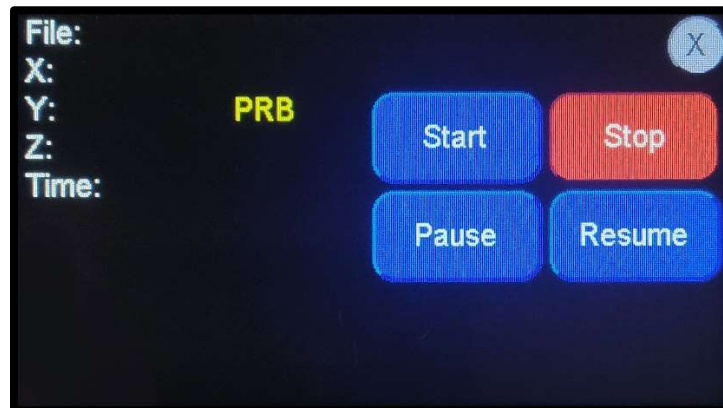 File:
X
X:
Y:
PRB
Start
Stop
Z:
Time:
Pause
Resume